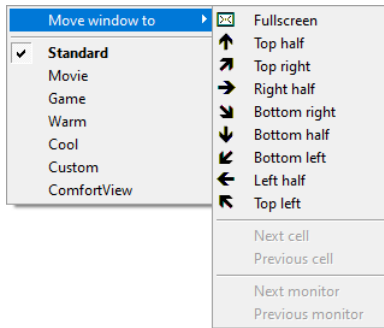 Move window to
Standard
Movie
Game
Warm
Cool
Custom
ComfortView
Fullscreen
Top half
Top right
Right half
Bottom right
Bottom half
Bottom left
Left half
Top left
Next cell
Previous cell
Next monitor
Previous monitor